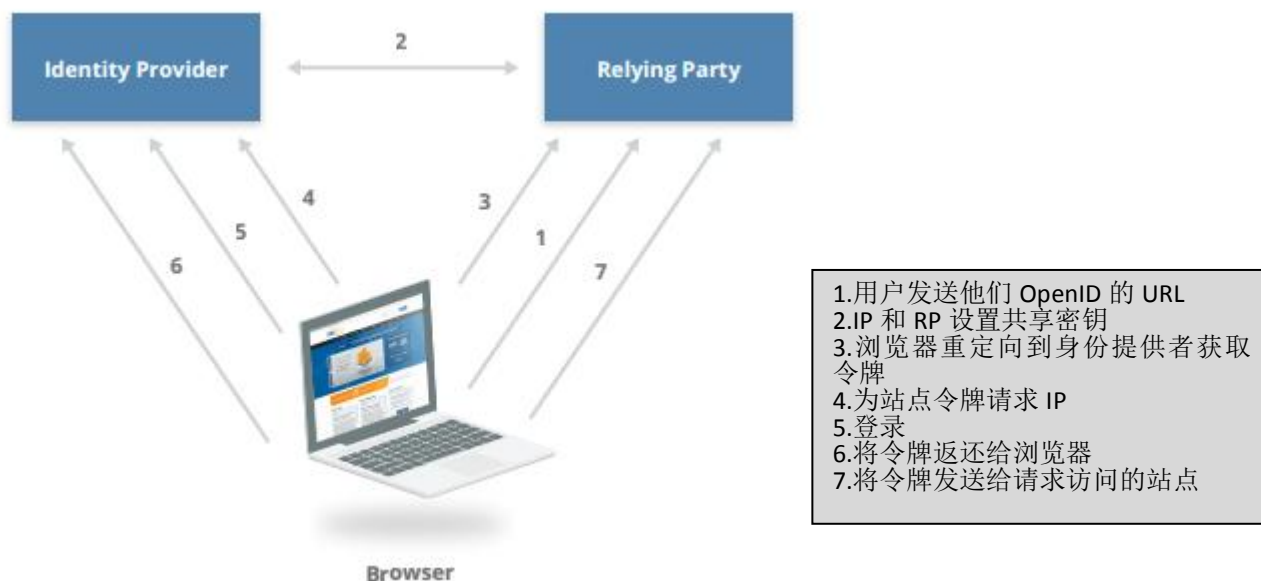 2
Identity Provider
Relying Party
4
3
5
1
6
7
1.用户发送他们 OpenID 的 URL
2.IP 和 RP 设置共享密钥
3.浏览器重定向到身份提供者获取
令牌
4.为站点令牌请求 IP
5.登录
6.将令牌返还给浏览器
7.将令牌发送给请求访问的站点
Browser